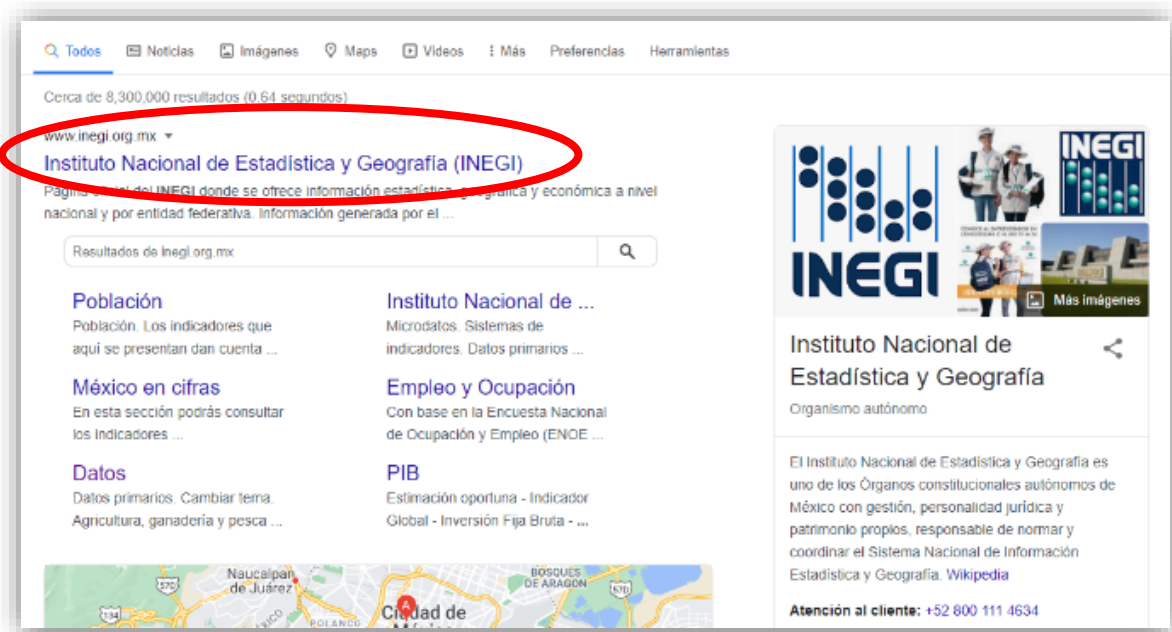 Todos Noticias Imágenes Maps Videos Más Preferencias Herramientas
Cerca de 8,300,000 resultados (0.64 segundos)
www.inegi.org.mx
Instituto Nacional de Estadística y Geografía (INEGI)
Página oficial del INEGI donde se ofrece información estadística, geográfica y económica a nivel
nacional y por entidad federativa. Información generada por el ...
Resultados de inegi.org.mx
Población
Población. Los indicadores que
aquí se presentan dan cuenta ...
Instituto Nacional de ...
Microdatos. Sistemas de
indicadores. Datos primarios ...
México en cifras
En esta sección podrás consultar
los indicadores ...
Empleo y Ocupación
Con base en la Encuesta Nacional
de Ocupación y Empleo (ENOE ...
Datos
Datos primarios. Cambiar tema.
Agricultura, ganadería y pesca ...
PIB
Estimación oportuna - Indicador
Global - Inversión Fija Bruta - ...
Naucalpan
de Juárez
BOSQUES
DE ARAGON
POLANCO
Ciudad de
México
INEGI
INEGI
Más imágenes
Instituto Nacional de
Estadística y Geografía
Organismo autónomo
El Instituto Nacional de Estadística y Geografía es
uno de los Órganos constitucionales autónomos de
México con gestión, personalidad jurídica y
patrimonio propios, responsable de normar y
coordinar el Sistema Nacional de Información
Estadística y Geografía. Wikipedia
Atención al cliente: +52 800 111 4634